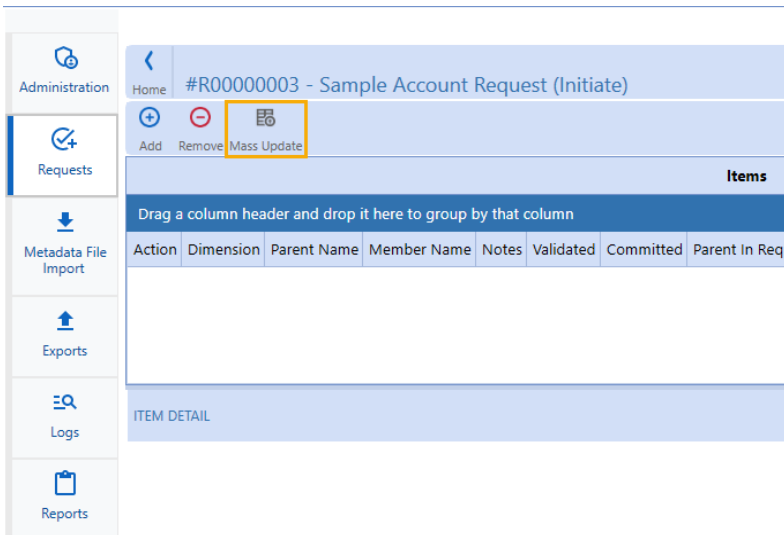 Administration
Requests
Metadata File
Import
Exports
Logs
Reports
Home
#R00000003 - Sample Account Request (Initiate)
Add Remove Mass Update
Items
Drag a column header and drop it here to group by that column
Action Dimension Parent Name Member Name Notes Validated Committed Parent In Req
ITEM DETAIL